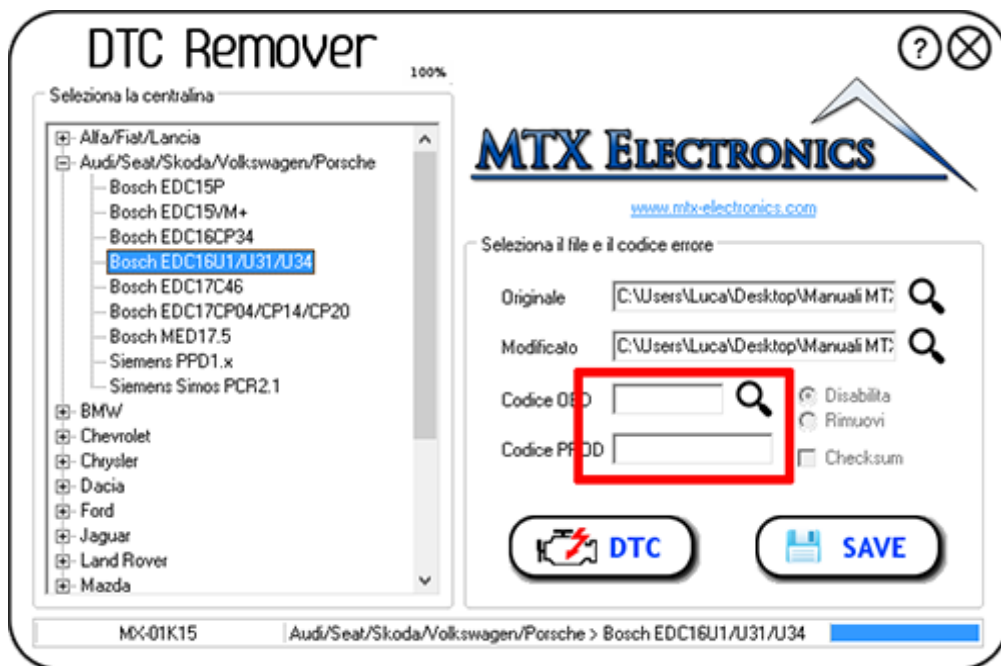 DTC Remover
100%
?
Seleziona la centralina
Alfa/Fiat/Lancia
Audi/Seat/Skoda/Volkswagen/Porsche
Bosch EDC15P
Bosch EDC15VM+
Bosch EDC16CP34
Bosch EDC16U1/U31/U34
Bosch EDC17C46
Bosch EDC17CP04/CP14/CP20
Bosch MED17.5
Siemens PPD1.x
Siemens Simos PCR2.1
BMW
Chevrolet
Chrysler
Dacia
Ford
Jaguar
Land Rover
Mazda
MTX ELECTRONICS
www.mtx-electronics.com
Seleziona il file e il codice errore
Originale C:\Users\Luca\Desktop\Manuali MT
Modificato C:\Users\Luca\Desktop\Manuali MT
Codice OBD
Disabilita
Rimuovi
Codice PROD
Checksum
DTC SAVE
MX-01K15 Audi/Seat/Skoda/Volkswagen/Porsche > Bosch EDC16U1/U31/U34